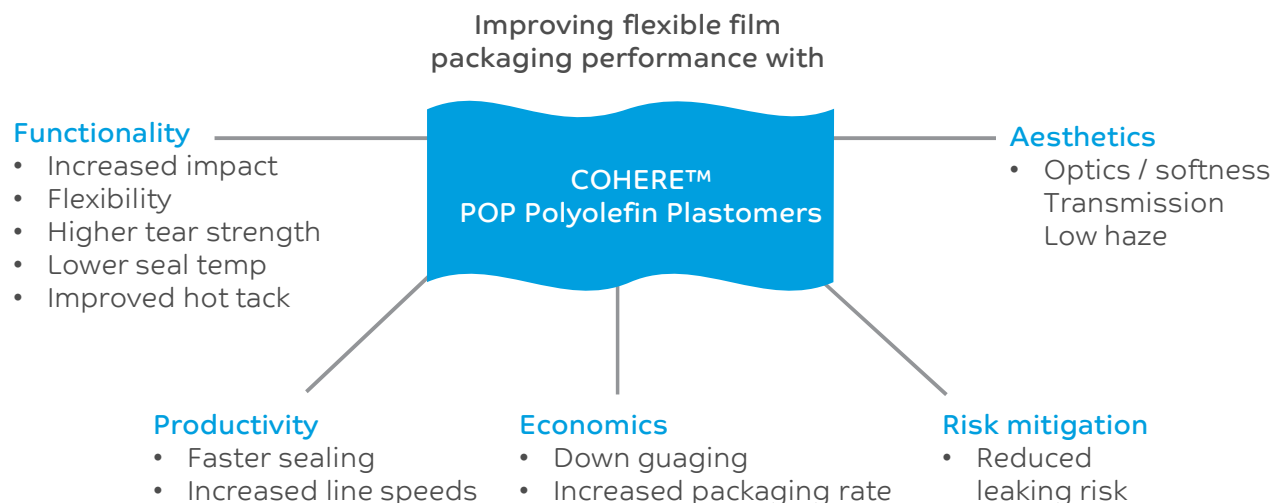 Improving flexible film
packaging performance with
COHERE™
POP Polyolefin Plastomers
Functionality
• Increased impact
• Flexibility
• Higher tear strength
• Lower seal temp
• Improved hot tack
Aesthetics
• Optics / softness
Transmission
Low haze
Productivity
• Faster sealing
• Increased line speeds
Economics
• Down guaging
• Increased packaging rate
Risk mitigation
• Reduced
leaking risk